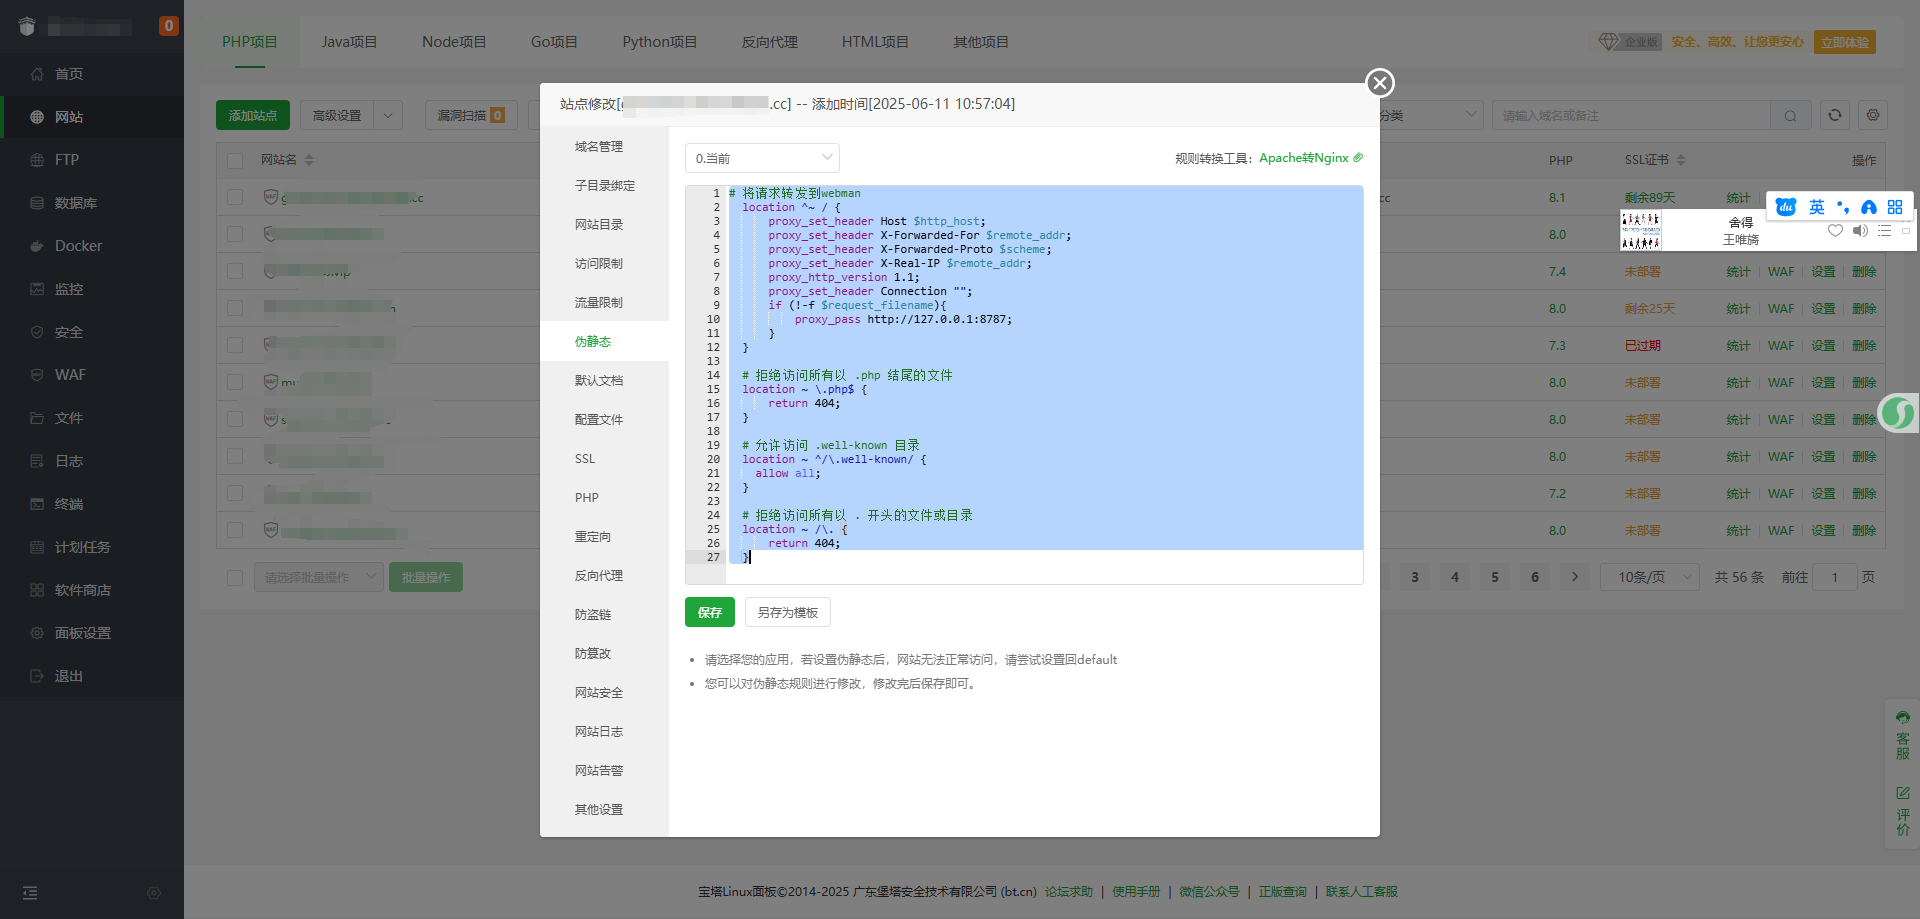 0
首页
网站
FTP
数据库
Docker
监控
安全
WAF
文件
日志
终端
计划任务
软件商店
面板设置
退出
PHP项目
Java项目
Node项目
Go项目
Python项目
反向代理
HTML项目
其他项目
企业版
安全、高效、让您更安心
立即体验
添加站点
高级设置
漏洞扫描 0
分类
请输入域名或备注
网站名
PHP
SSL证书
操作
.cc
cc
8.1 剩余89天 统计
8.0
7.4 未部署 统计 WAF 设置 删除
8.0 剩余25天 统计 WAF 设置 删除
7.3 已过期 统计 WAF 设置 删除
8.0 未部署 统计 WAF 设置 删除
8.0 未部署 统计 WAF 设置 删除
8.0 未部署 统计 WAF 设置 删除
7.2 未部署 统计 WAF 设置 删除
8.0 未部署 统计 WAF 设置 删除
请选择批量操作
批量操作
3 4 5 6
10条/页
共 56 条
前往 1 页
站点修改[
.cc] -- 添加时间[2025-06-11 10:57:04]
域名管理
子目录绑定
网站目录
访问限制
流量限制
伪静态
默认文档
配置文件
SSL
PHP
重定向
反向代理
防盗链
防篡改
网站安全
网站日志
网站告警
其他设置
0.当前
规则转换工具：Apache转Nginx
1 # 将请求转发到webman
2 location ^~ / {
3 proxy_set_header Host $http_host;
4 proxy_set_header X-Forwarded-For $remote_addr;
5 proxy_set_header X-Forwarded-Proto $scheme;
6 proxy_set_header X-Real-IP $remote_addr;
7 proxy_http_version 1.1;
8 proxy_set_header Connection "";
9 if (!-f $request_filename){
10 proxy_pass http://127.0.0.1:8787;
11 }
12 }
13
14 # 拒绝访问所有以 .php 结尾的文件
15 location ~ \.php$ {
16 return 404;
17 }
18
19 # 允许访问 .well-known 目录
20 location ~ ^/\.well-known/ {
21 allow all;
22 }
23
24 # 拒绝访问所有以 . 开头的文件或目录
25 location ~ /\. {
26 return 404;
27 }
保存
另存为模板
请选择您的应用，若设置伪静态后，网站无法正常访问，请尝试设置回default
您可以对伪静态规则进行修改，修改完后保存即可。
du 英
舍得
王唯旖
客服
评价
宝塔Linux面板©2014-2025 广东堡塔安全技术有限公司 (bt.cn) 论坛求助 | 使用手册 | 微信公众号 | 正版查询 | 联系人工客服